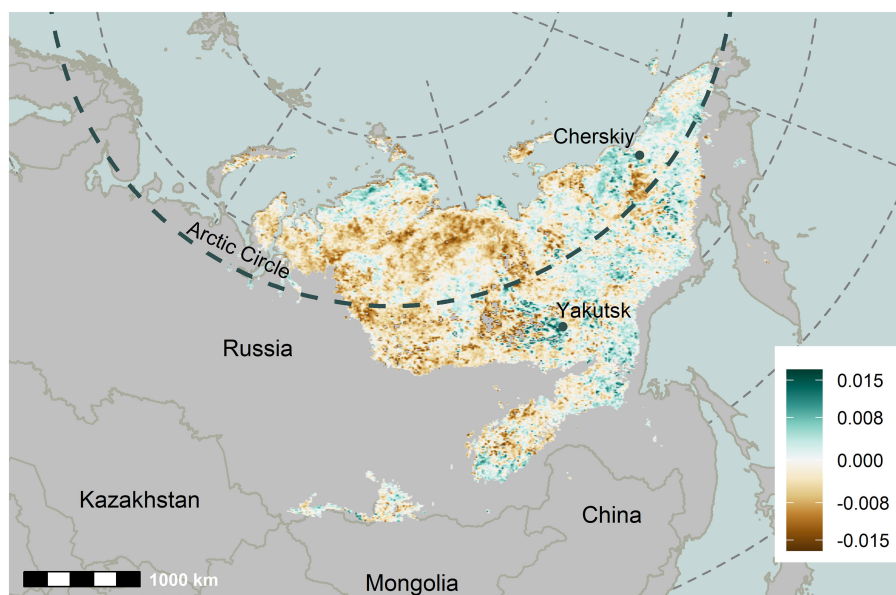 Cherskiy
Arctic Circle
Yakutsk
Russia
0.015
0.008
0.000
-0.008
-0.015
Kazakhstan
China
1000 km
Mongolia